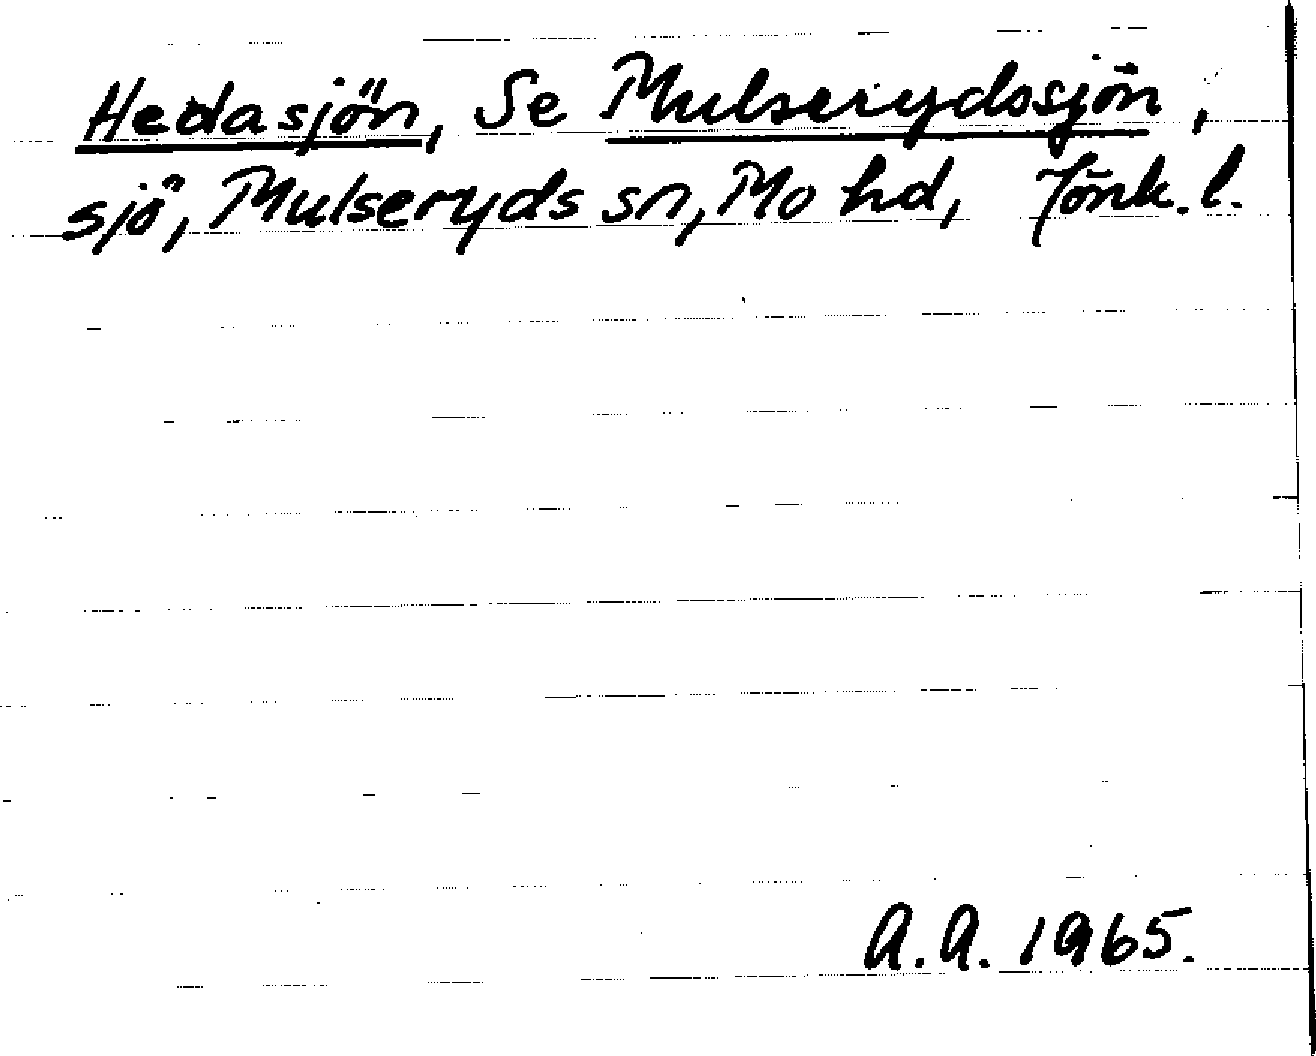 Hedasjön, Se Mulserydssjön,
sjö, Mulseryds sn, Mo hd, Jönk. l.
A.A. 1965.